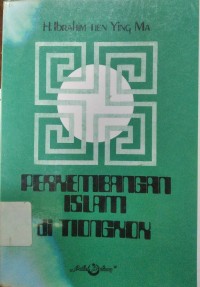 H. Ibrahim Tien Ying Ma
PERKEMBANGAN
ISLAM
di TIONGKOK